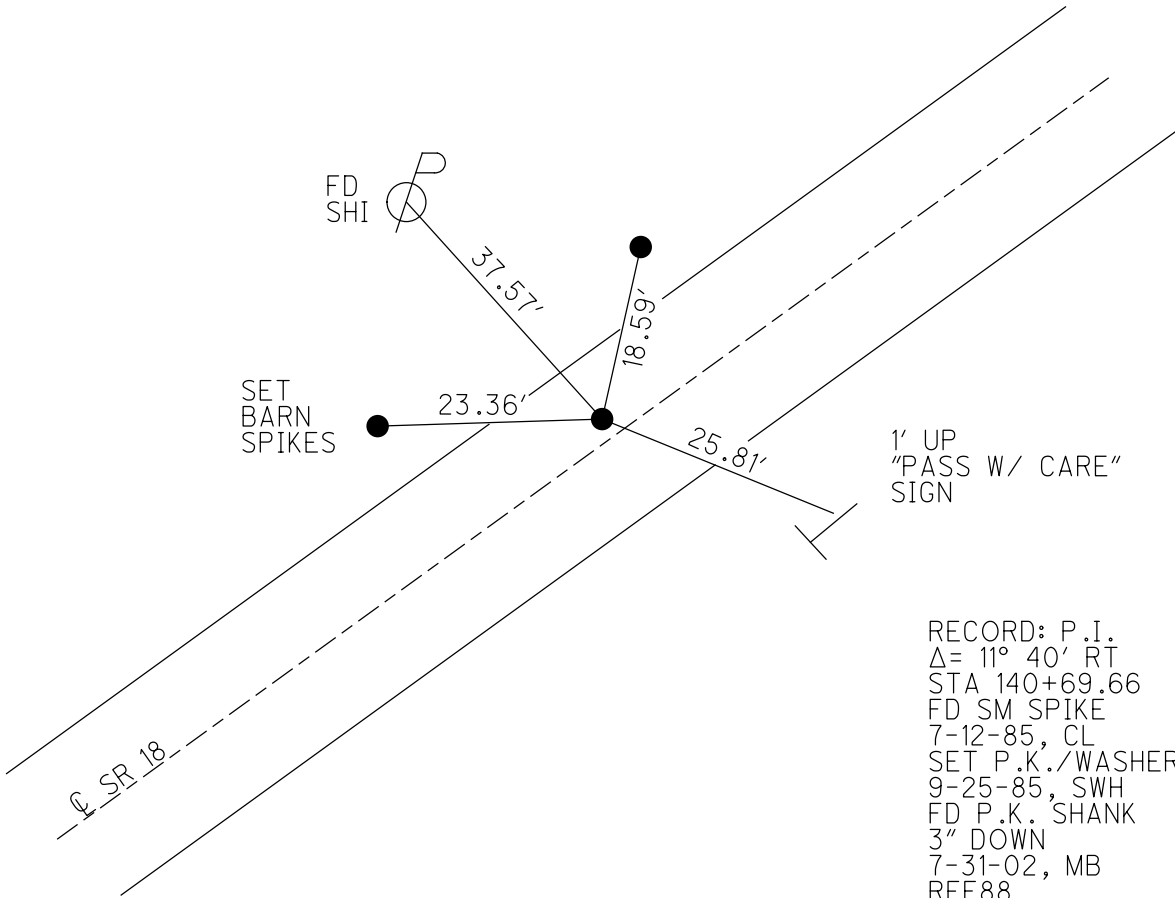 FD
SHI
37.57'
18.59'
SET
BARN
SPIKES
23.36'
25.81'
1' UP
"PASS W/ CARE"
SIGN
℄ SR 18
RECORD: P.I.
Δ= 11° 40' RT
STA 140+69.66
FD SM SPIKE
7-12-85, CL
SET P.K./WASHER
9-25-85, SWH
FD P.K. SHANK
3" DOWN
7-31-02, MB
REF88